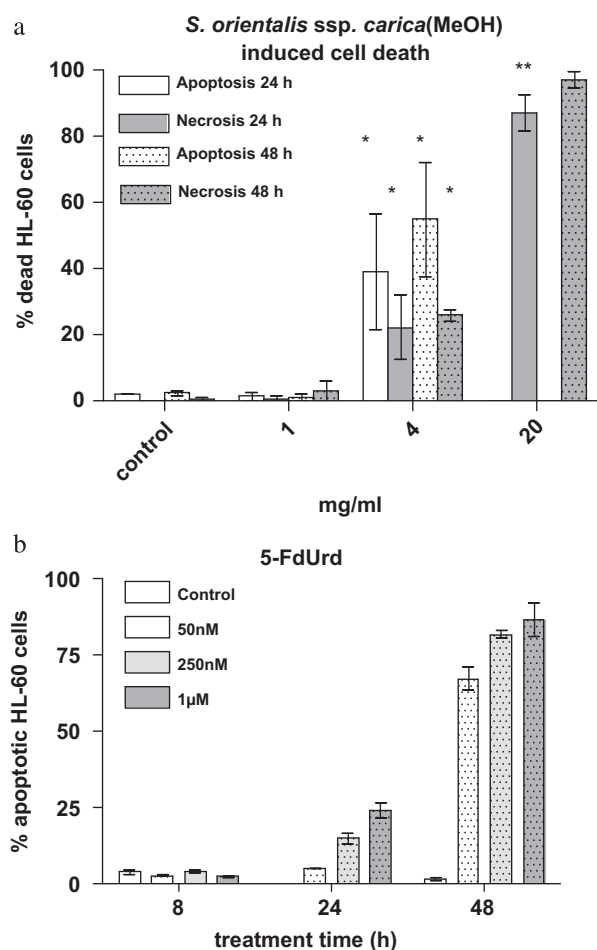 a
S. orientalis ssp. carica(MeOH)
induced cell death
% dead HL-60 cells
100
80
60
40
20
0
Apoptosis 24 h
Necrosis 24 h
Apoptosis 48 h
Necrosis 48 h
* * * * **
control 1 4 20
mg/ml
b
5-FdUrd
% apoptotic HL-60 cells
100
75
50
25
0
Control
50nM
250nM
1µM
8 24 48
treatment time (h)